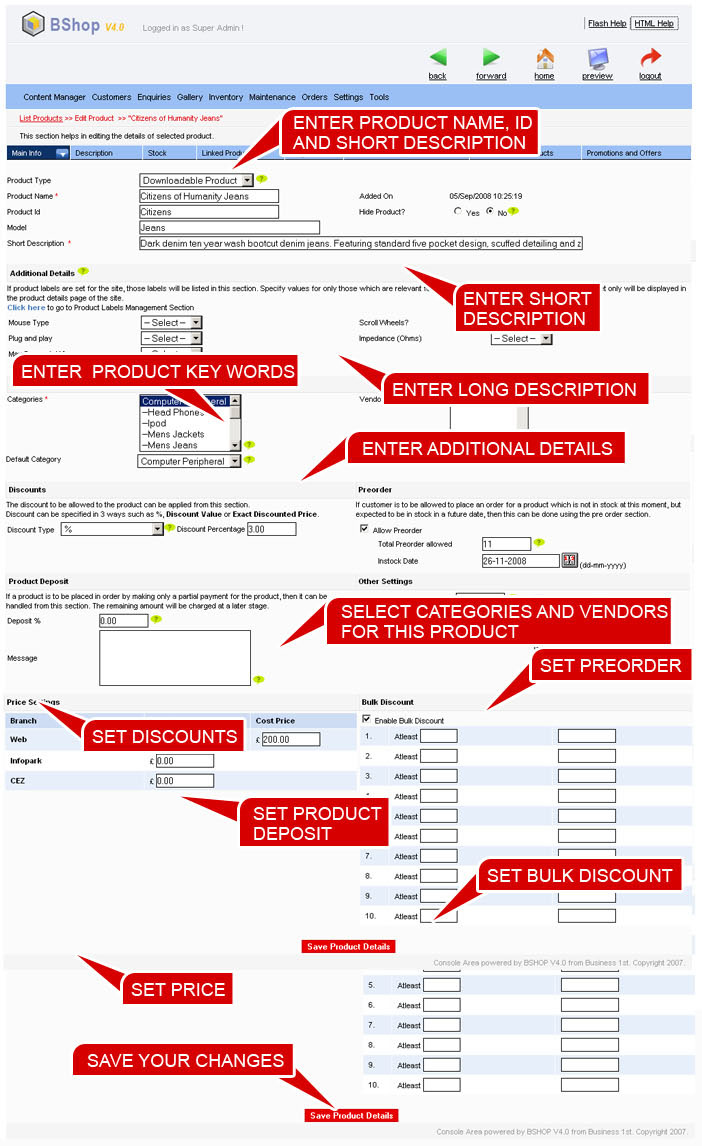 BShop V4.0
Logged in as Super Admin !
Flash Help HTML Help
back forward home preview logout
Content Manager Customers Enquiries Gallery Inventory Maintenance Orders Settings Tools
List Products >> Edit Product >> "Citizens of Humanity Jeans"
ENTER PRODUCT NAME, ID
AND SHORT DESCRIPTION
This section helps in editing the details of selected product.
Main Info Description Stock Linked Promotions and Offers
Product Type Downloadable Product ?
Product Name * Citizens of Humanity Jeans Added On 05/Sep/2008 10:25:19
Product Id Citizens Hide Product? Yes No ?
Model Jeans
Short Description * Dark denim ten year wash bootcut denim jeans. Featuring standard five pocket design, scuffed detailing and z
Additional Details ?
If product labels are set for the site, those labels will be listed in this section. Specify values for only those which are relevant only will be displayed in
the product details page of the site.
Click here to go to Product Labels Management Section
ENTER SHORT
DESCRIPTION
Mouse Type -- Select -- Scroll Wheels?
Plug and play -- Select -- Impedance (Ohms) -- Select --
ENTER PRODUCT KEY WORDS
ENTER LONG DESCRIPTION
Categories * Computer Peripheral
--Head Phones
--Ipod
--Mens Jackets
--Mens Jeans ?
ENTER ADDITIONAL DETAILS
Default Category Computer Peripheral ?
Discounts
The discount to be allowed to the product can be applied from this section.
Discount can be specified in 3 ways such as %, Discount Value or Exact Discounted Price.
Discount Type % ? Discount Percentage 3.00
Preorder
If customer is to be allowed to place an order for a product which is not in stock at this moment, but
expected to be in stock in a future date, then this can be done using the pre order section.
Allow Preorder
Total Preorder allowed 11 ?
Instock Date 26-11-2008 (dd-mm-yyyy)
Product Deposit
If a product is to be placed in order by making only a partial payment for the product, then it can be
handled from this section. The remaining amount will be charged at a later stage.
Deposit % 0.00 ?
Message ?
Other Settings
SELECT CATEGORIES AND VENDORS
FOR THIS PRODUCT
SET PREORDER
Price Settings
Branch Cost Price
Web £ 200.00
Infopark £ 0.00
CEZ £ 0.00
SET DISCOUNTS
SET PRODUCT
DEPOSIT
Bulk Discount
Enable Bulk Discount
1. Atleast
2. Atleast
3. Atleast
Atleast
Atleast
Atleast
7. Atleast
8. Atleast
9. Atleast
10. Atleast
SET BULK DISCOUNT
Save Product Details
Console Area powered by BSHOP V4.0 from Business 1st. Copyright 2007.
SET PRICE
5. Atleast
6. Atleast
7. Atleast
8. Atleast
9. Atleast
10. Atleast
SAVE YOUR CHANGES
Save Product Details
Console Area powered by BSHOP V4.0 from Business 1st. Copyright 2007.